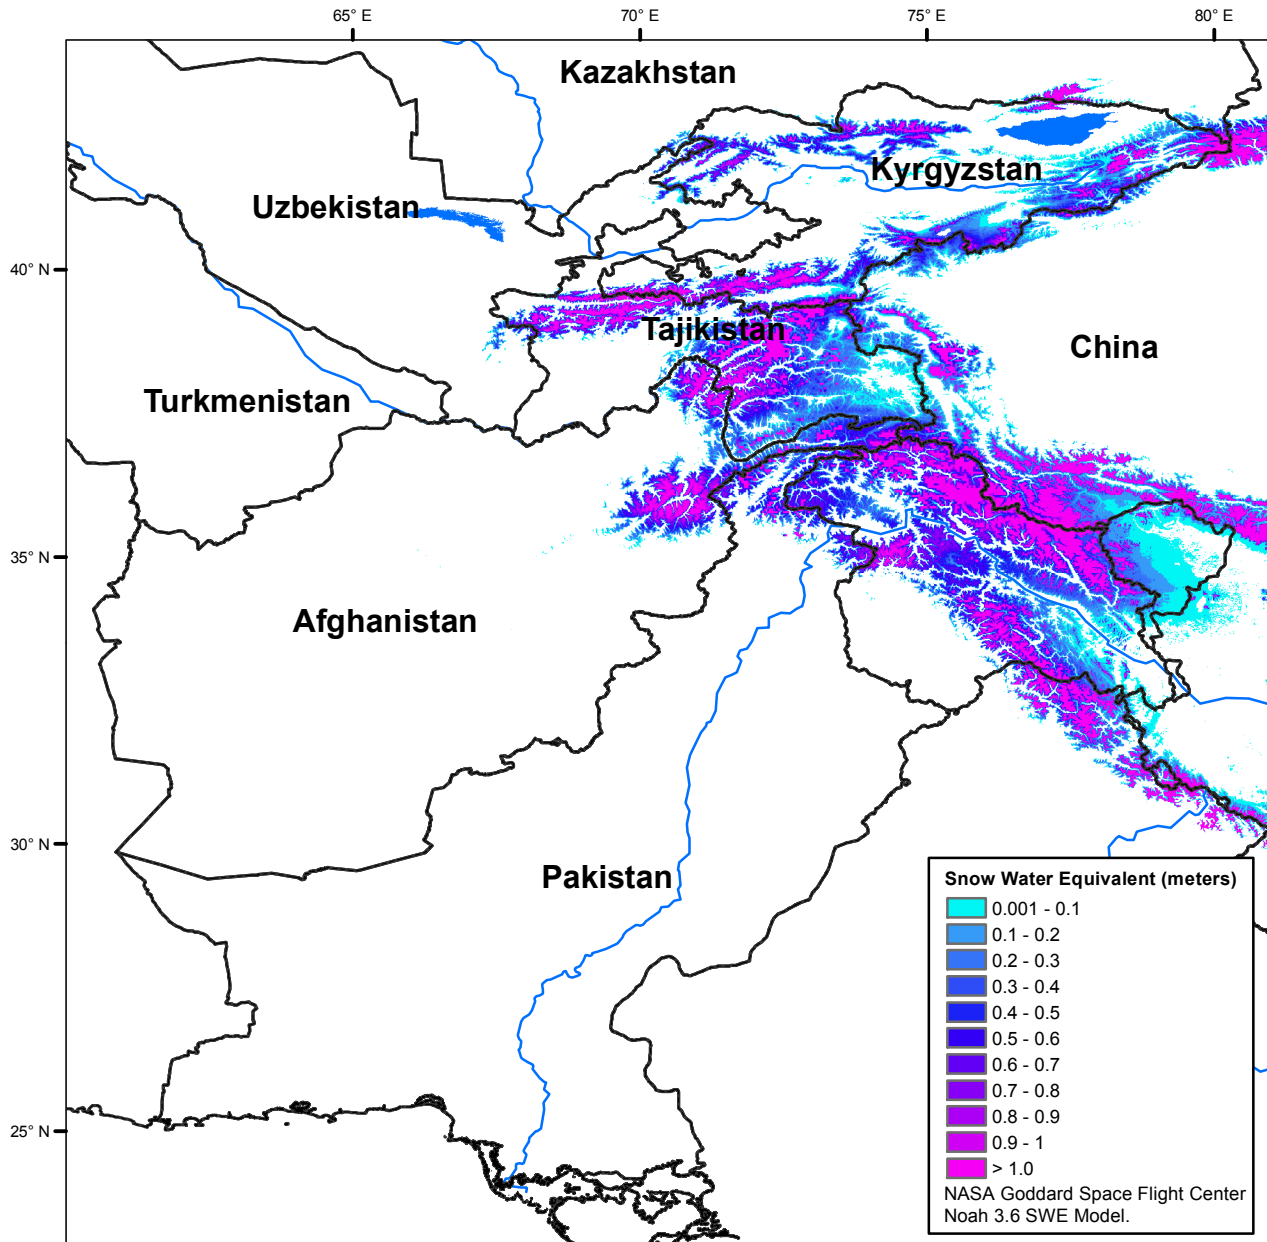 65° E
70° E
75° E
80° E
Kazakhstan
Kyrgyzstan
Uzbekistan
40° N
Tajikistan
China
Turkmenistan
35° N
Afghanistan
30° N
Pakistan
25° N
Snow Water Equivalent (meters)
0.001 - 0.1
0.1 - 0.2
0.2 - 0.3
0.3 - 0.4
0.4 - 0.5
0.5 - 0.6
0.6 - 0.7
0.7 - 0.8
0.8 - 0.9
0.9 - 1
> 1.0
NASA Goddard Space Flight Center
Noah 3.6 SWE Model.